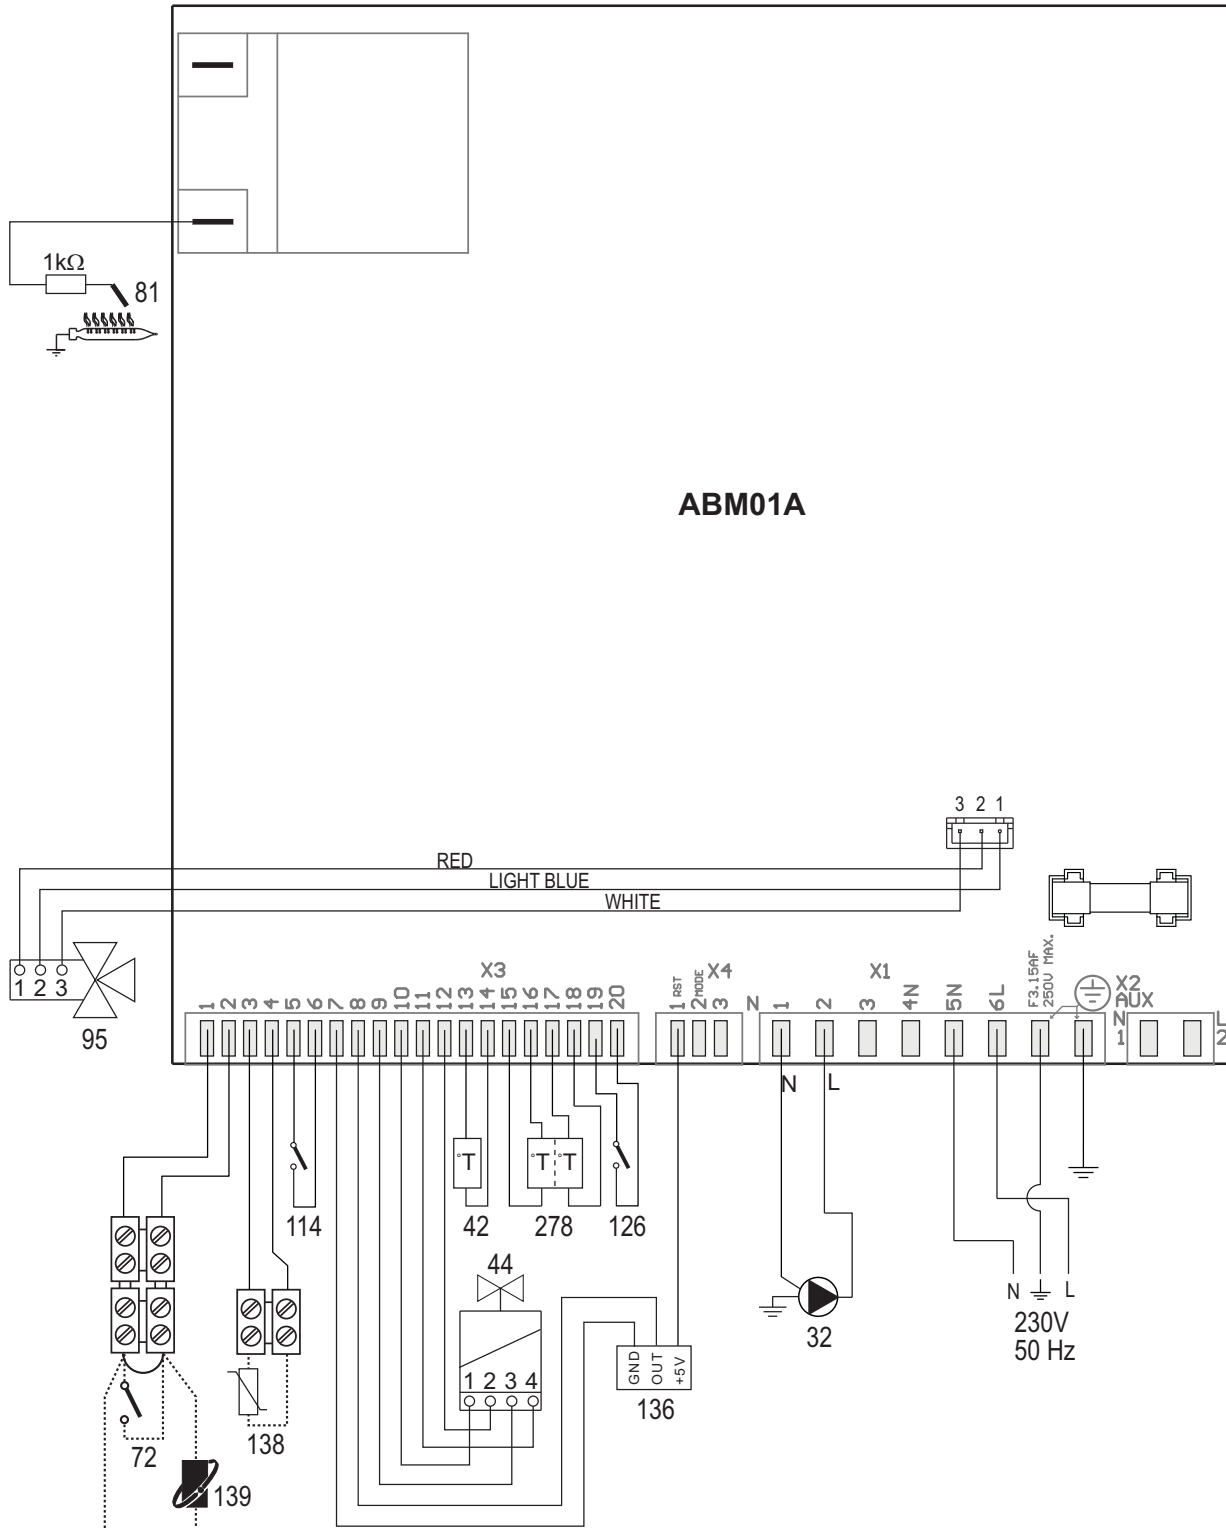 1kΩ
81
ABM01A
3 2 1
RED
LIGHT BLUE
WHITE
1 2 3
95
X3
1 2 3 4 5 6 7 8 9 10 11 12 13 14 15 16 17 18 19 20
X4
1 RST
2 MODE
3
N
X1
1 2 3 4N 5N 6L
F3.15AF
250V MAX.
X2
AUX
N
1
L
2
N
L
°T
°T °T
114
42
278
126
44
1 2 3 4
GND
OUT
+5V
136
32
N
L
230V
50 Hz
72
138
139